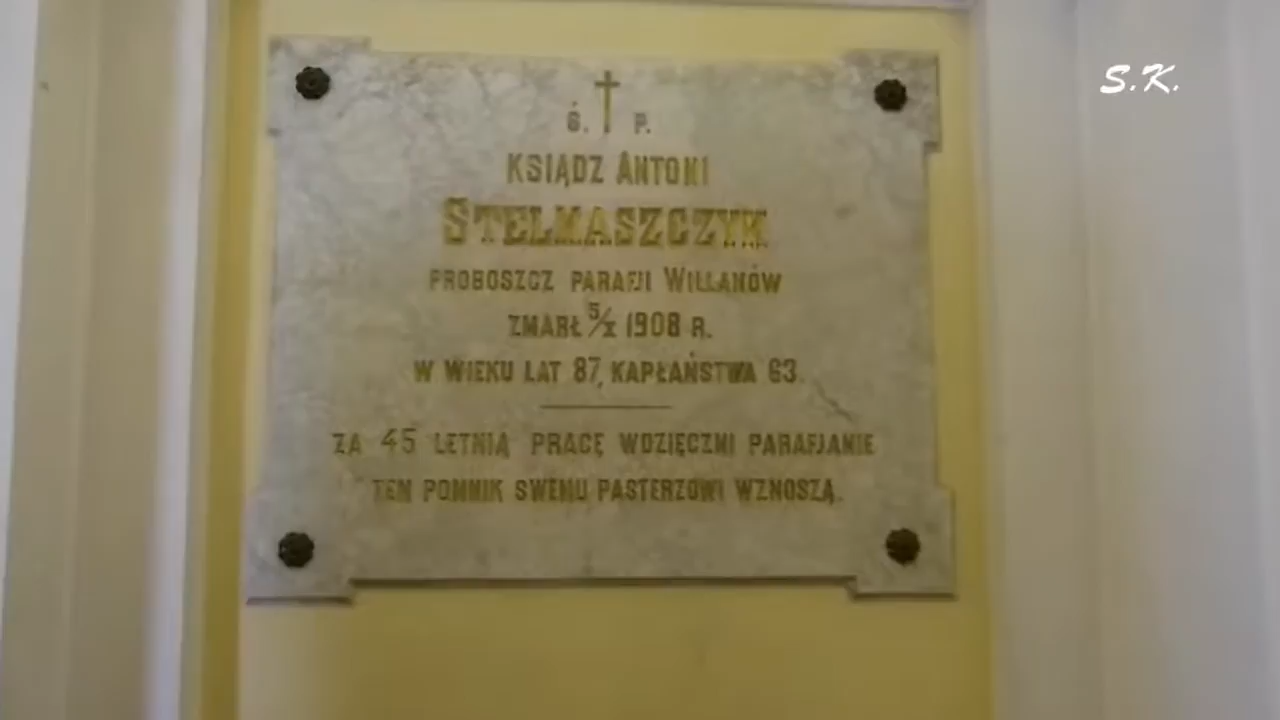 S.K.
Ś. P.
KSIĄDZ ANTONI
STELMASZCZYK
PROBOSZCZ PARAFJI WILLANÓW
ZMARŁ 5/X 1908 R.
W WIEKU LAT 87, KAPŁAŃSTWA 63.
ZA 45 LETNIĄ PRACĘ WDZIĘCZNI PARAFJANIE
TEN POMNIK SWEMU PASTERZOWI WZNOSZĄ.